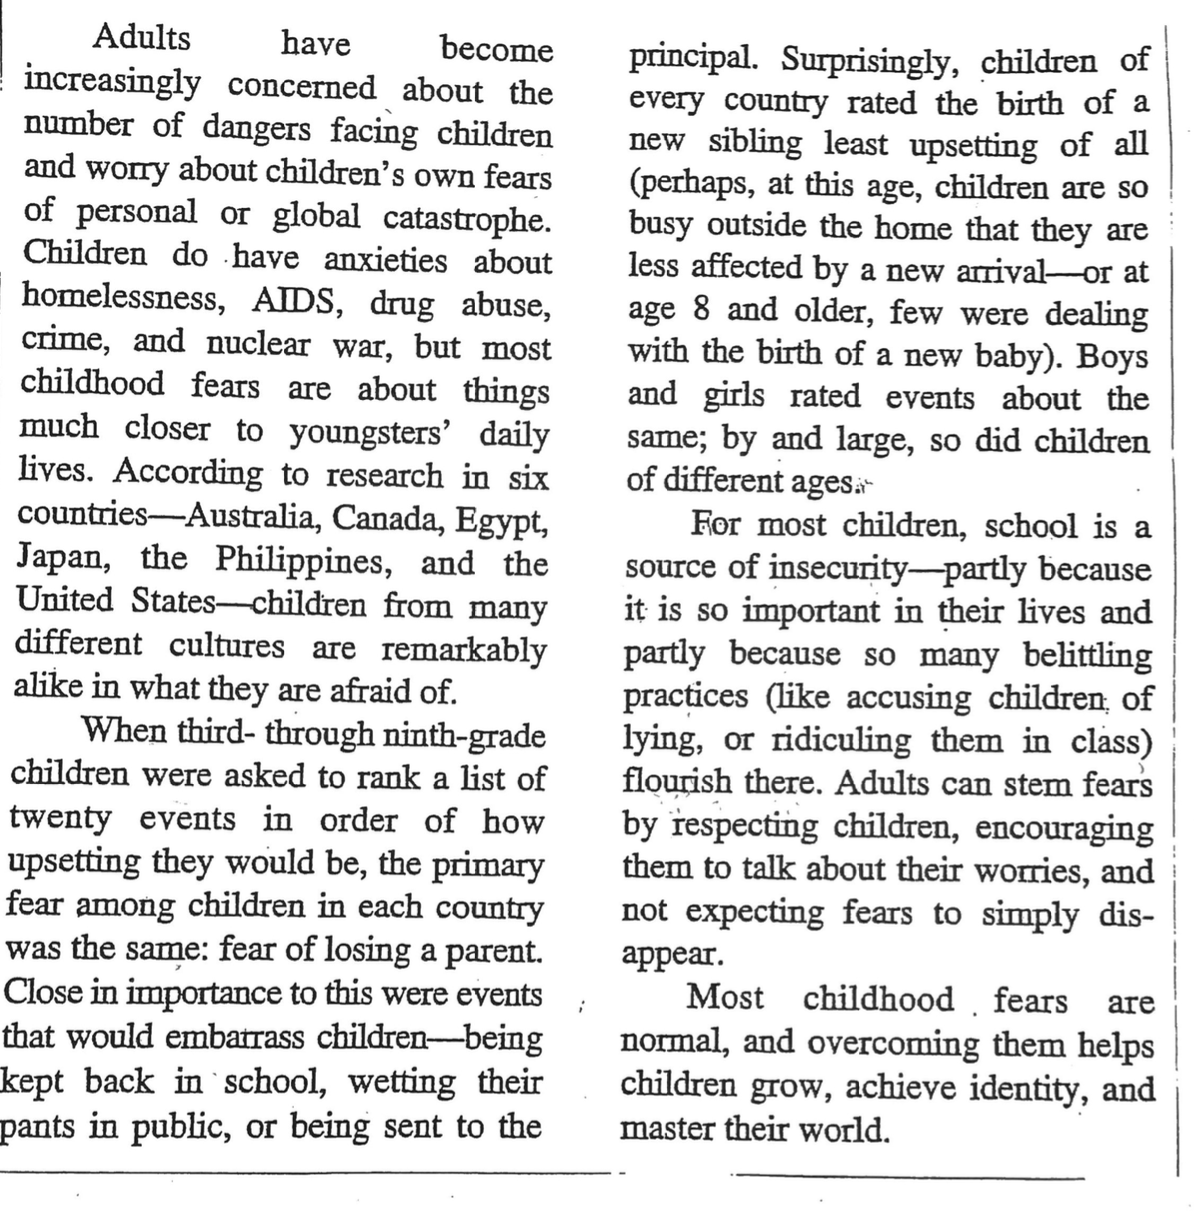 Adults have become
increasingly concerned about the
number of dangers facing children
and worry about children's own fears
of personal or global catastrophe.
Children do have anxieties about
homelessness, AIDS, drug abuse,
crime, and nuclear war, but most
childhood fears are about things
much closer to youngsters' daily
lives. According to research in six
countries—Australia, Canada, Egypt,
Japan, the Philippines, and the
United States—children from many
different cultures are remarkably
alike in what they are afraid of.
When third- through ninth-grade
children were asked to rank a list of
twenty events in order of how
upsetting they would be, the primary
fear among children in each country
was the same: fear of losing a parent.
Close in importance to this were events
that would embarrass children—being
kept back in school, wetting their
pants in public, or being sent to the
principal. Surprisingly, children of
every country rated the birth of a
new sibling least upsetting of all
(perhaps, at this age, children are so
busy outside the home that they are
less affected by a new arrival—or at
age 8 and older, few were dealing
with the birth of a new baby). Boys
and girls rated events about the
same; by and large, so did children
of different ages.
For most children, school is a
source of insecurity—partly because
it is so important in their lives and
partly because so many belittling
practices (like accusing children of
lying, or ridiculing them in class)
flourish there. Adults can stem fears
by respecting children, encouraging
them to talk about their worries, and
not expecting fears to simply dis-
appear.
Most childhood fears are
normal, and overcoming them helps
children grow, achieve identity, and
master their world.